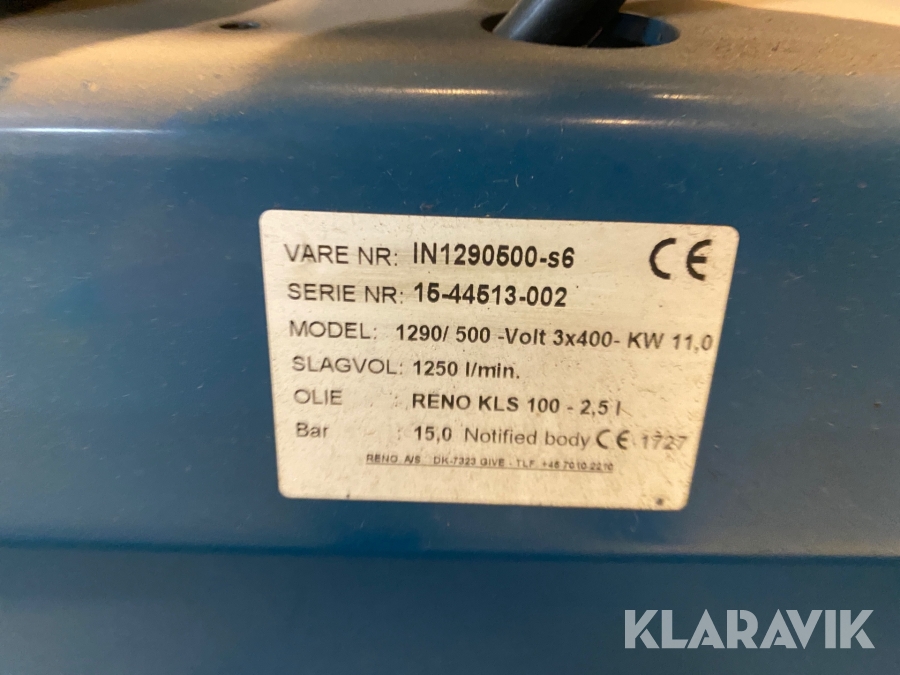 VARE NR: IN1290500-s6 CE
SERIE NR: 15-44513-002
MODEL: 1290/ 500 -Volt 3x400- KW 11,0
SLAGVOL: 1250 l/min.
OLIE : RENO KLS 100 - 2,5 l
Bar : 15,0 Notified body CE 1727
RENO A/S DK-7323 GIVE - TLF. +45 7010 2210
KLARAVIK